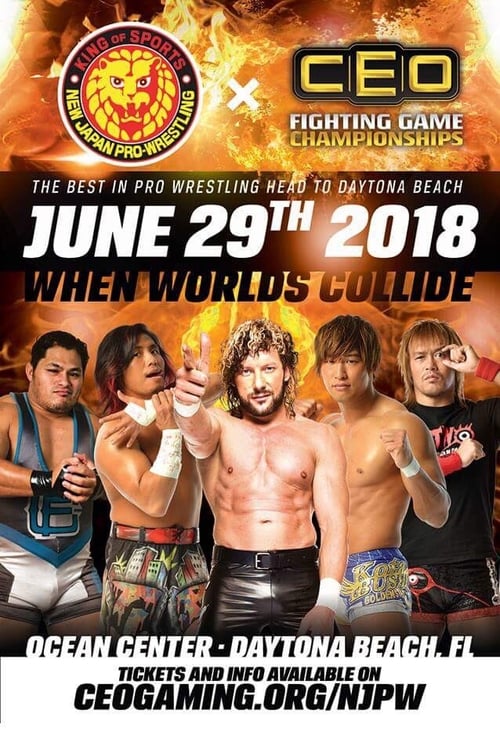 KING OF SPORTS
NEW JAPAN PRO-WRESTLING
X
CEO
FIGHTING GAME
CHAMPIONSHIPS
THE BEST IN PRO WRESTLING HEAD TO DAYTONA BEACH
JUNE 29TH 2018
WHEN WORLDS COLLIDE
OCEAN CENTER - DAYTONA BEACH, FL
TICKETS AND INFO AVAILABLE ON
CEOGAMING.ORG/NJPW